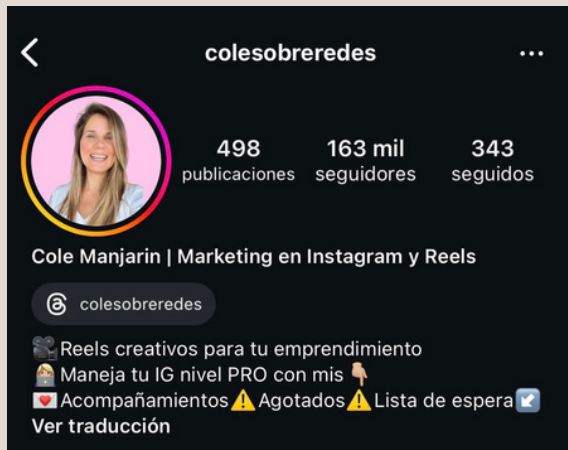 colesobreredes
498 163 mil 343
publicaciones seguidores seguidos
Cole Manjarin | Marketing en Instagram y Reels
colesobreredes
🎥Reels creativos para tu emprendimiento
👩🏼‍💻Maneja tu IG nivel PRO con mis 👇🏼
💌Acompañamientos⚠️Agotados⚠️Lista de espera↙️
Ver traducción